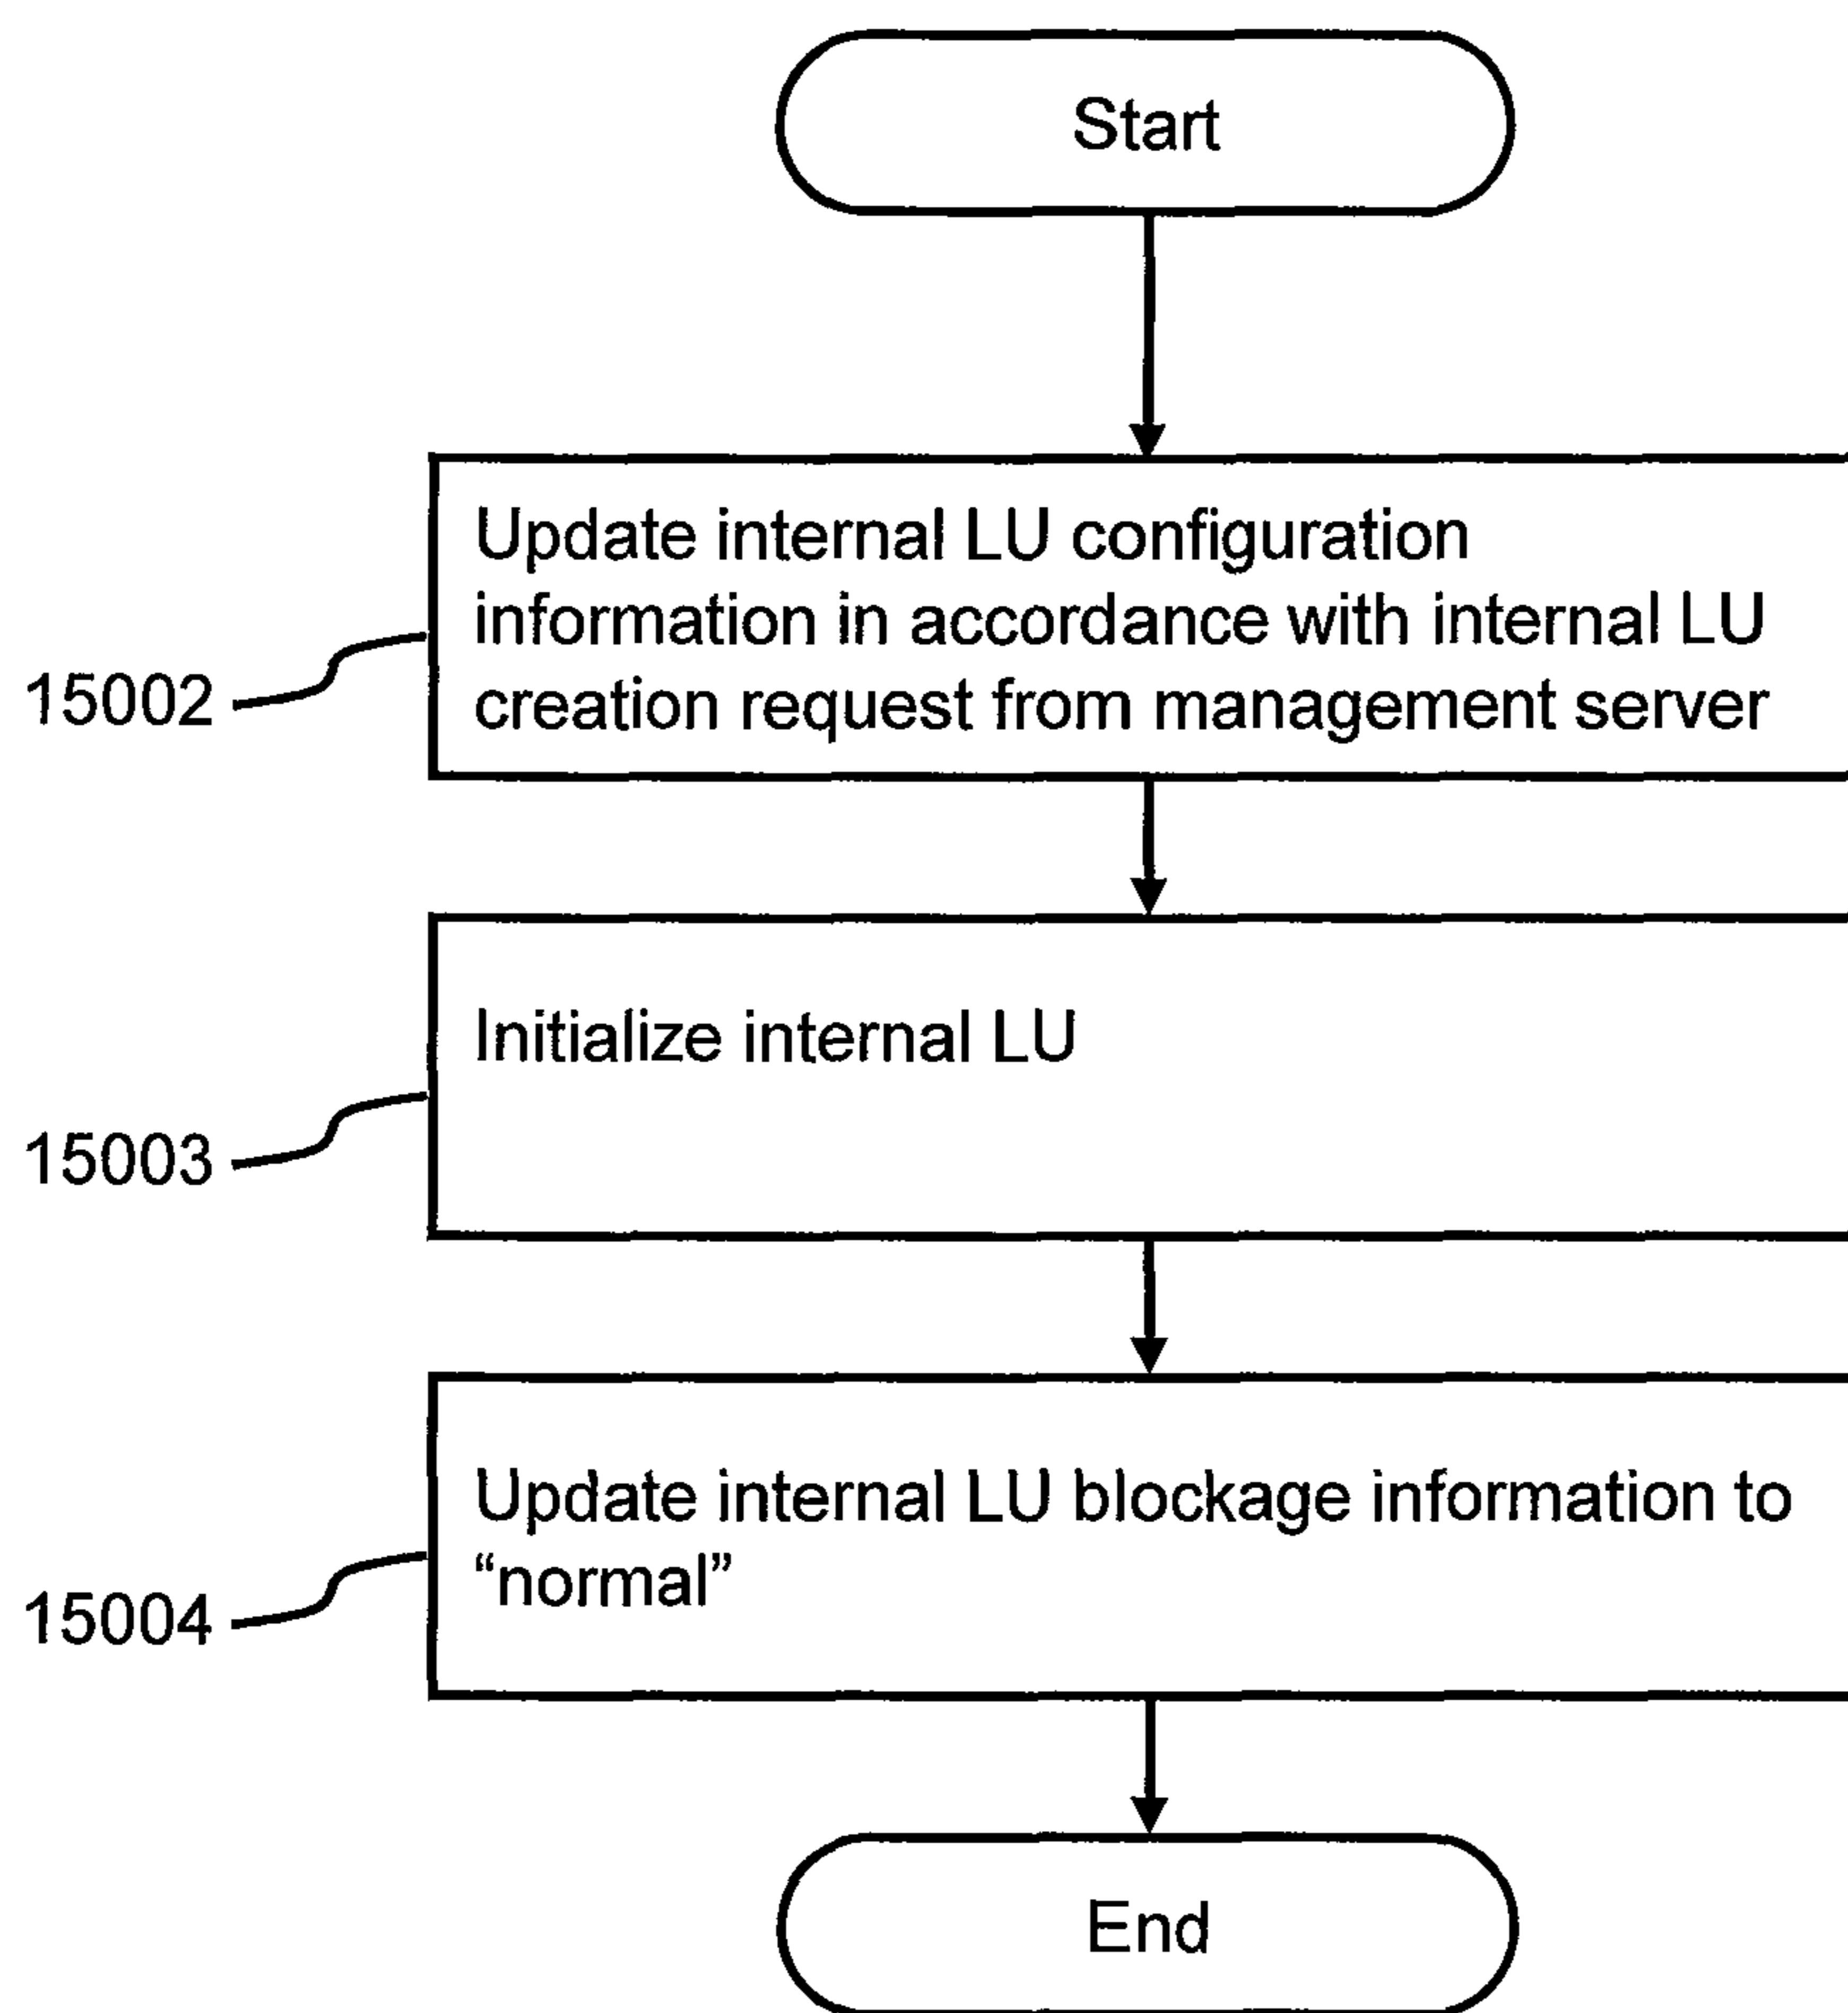 Start
Update internal LU configuration
information in accordance with internal LU
creation request from management server
15002
Initialize internal LU
15003
Update internal LU blockage information to
“normal”
15004
End